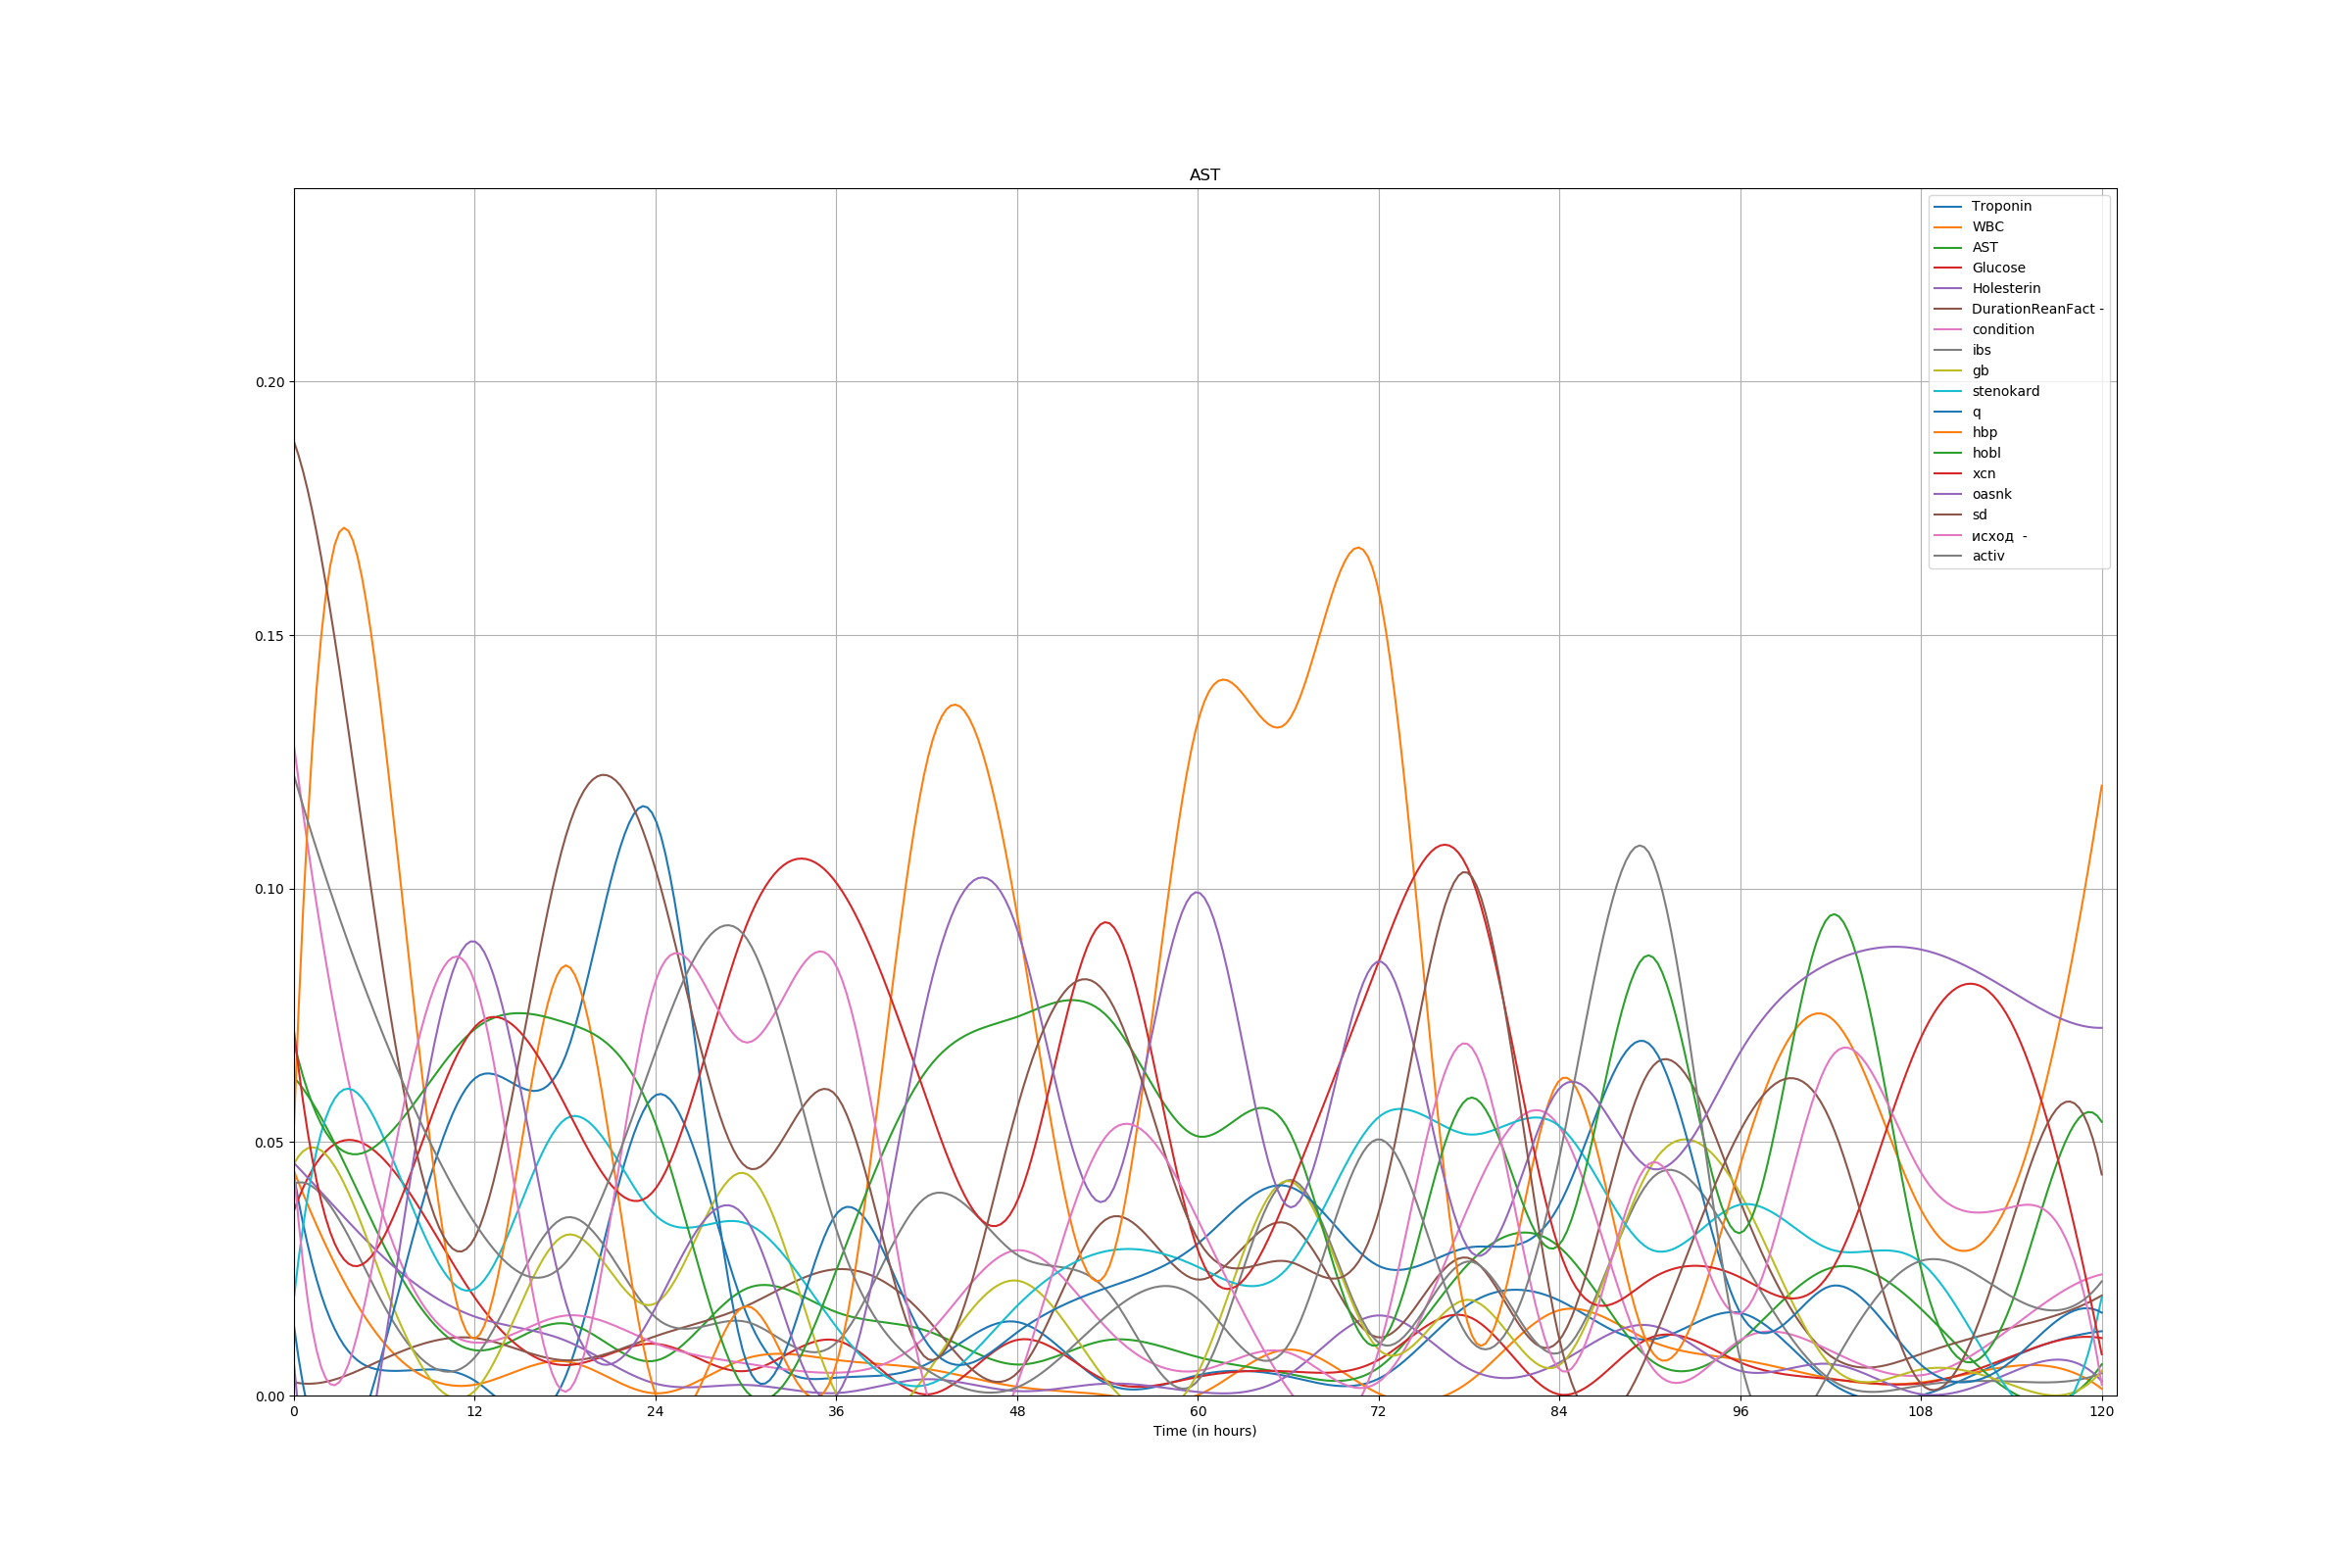 AST
Troponin
WBC
AST
Glucose
Holesterin
DurationReanFact -
condition
ibs
gb
stenokard
q
hbp
hobl
xcn
oasnk
sd
исход  -
activ
0.20
0.15
0.10
0.05
0.00
0 12 24 36 48 60 72 84 96 108 120
Time (in hours)